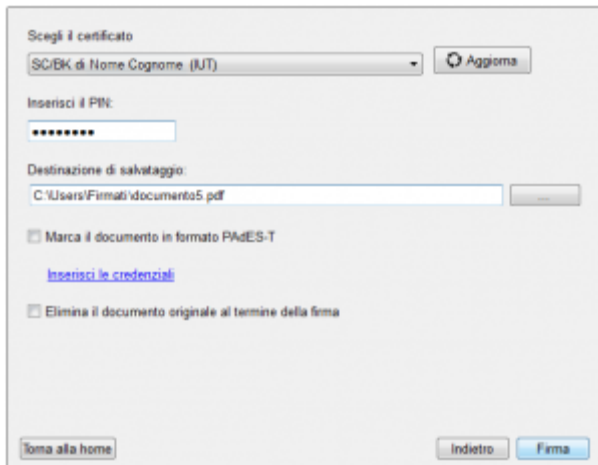 Scegli il certificato
SC/BK di Nome Cognome (IUT)
Aggiorna
Inserisci il PIN:
••••••••
Destinazione di salvataggio:
C:\Users\Firmati\documento5.pdf
...
Marca il documento in formato PAdES-T
Inserisci le credenziali
Elimina il documento originale al termine della firma
Torna alla home
Indietro
Firma